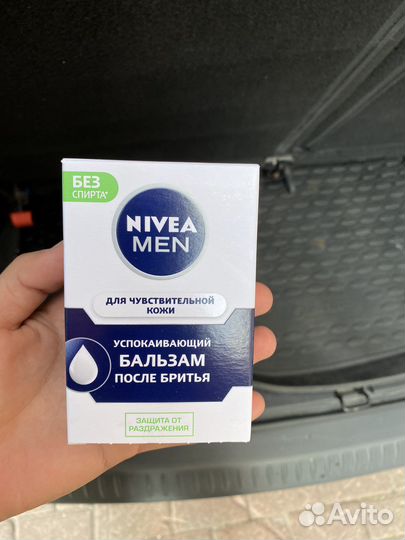 БЕЗ
СПИРТА*
NIVEA
MEN
ДЛЯ ЧУВСТВИТЕЛЬНОЙ
КОЖИ
УСПОКАИВАЮЩИЙ
БАЛЬЗАМ
ПОСЛЕ БРИТЬЯ
ЗАЩИТА ОТ
РАЗДРАЖЕНИЯ
Avito